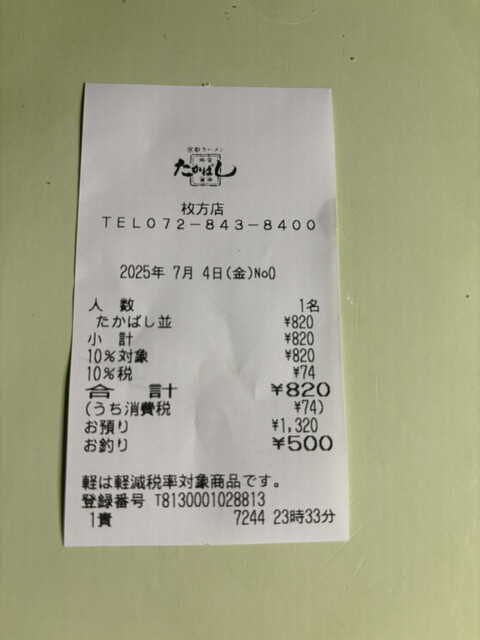 京都ラーメン
たかばし
枚方店
TEL072-843-8400
2025年 7月 4日(金)No0
人 数 1名
たかばし並 ¥820
小 計 ¥820
10%対象 ¥820
10%税 ¥74
合 計 ¥820
(うち消費税 ¥74)
お預り ¥1,320
お釣り ¥500
軽は軽減税率対象商品です。
登録番号 T8130001028813
1責 7244 23時33分